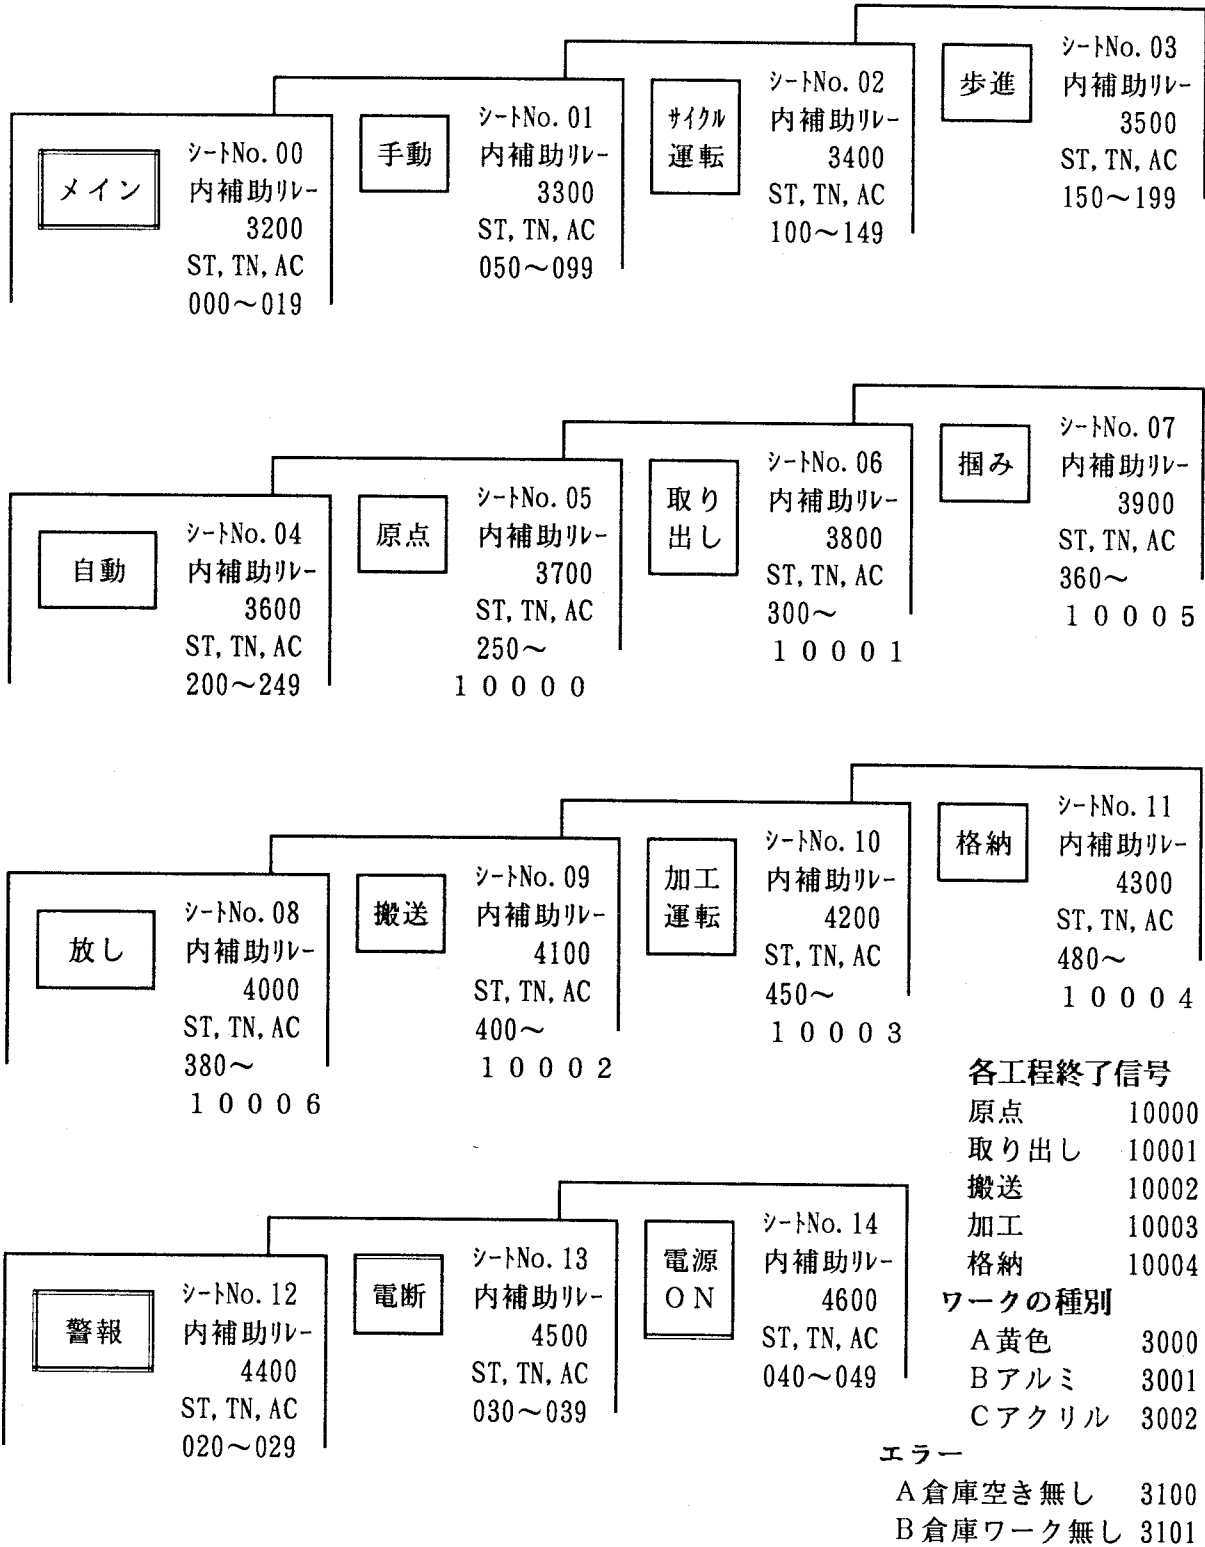 メイン
シートNo. 00
内補助リレー
3200
ST, TN, AC
000～019
手動
シートNo. 01
内補助リレー
3300
ST, TN, AC
050～099
サイクル
運転
シートNo. 02
内補助リレー
3400
ST, TN, AC
100～149
歩進
シートNo. 03
内補助リレー
3500
ST, TN, AC
150～199
自動
シートNo. 04
内補助リレー
3600
ST, TN, AC
200～249
原点
シートNo. 05
内補助リレー
3700
ST, TN, AC
250～
10000
取り
出し
シートNo. 06
内補助リレー
3800
ST, TN, AC
300～
10001
掴み
シートNo. 07
内補助リレー
3900
ST, TN, AC
360～
10005
放し
シートNo. 08
内補助リレー
4000
ST, TN, AC
380～
10006
搬送
シートNo. 09
内補助リレー
4100
ST, TN, AC
400～
10002
加工
運転
シートNo. 10
内補助リレー
4200
ST, TN, AC
450～
10003
格納
シートNo. 11
内補助リレー
4300
ST, TN, AC
480～
10004
警報
シートNo. 12
内補助リレー
4400
ST, TN, AC
020～029
電断
シートNo. 13
内補助リレー
4500
ST, TN, AC
030～039
電源
ON
シートNo. 14
内補助リレー
4600
ST, TN, AC
040～049
各工程終了信号
原点 10000
取り出し 10001
搬送 10002
加工 10003
格納 10004
ワークの種別
A黄色 3000
Bアルミ 3001
Cアクリル 3002
エラー
A倉庫空き無し 3100
B倉庫ワーク無し 3101